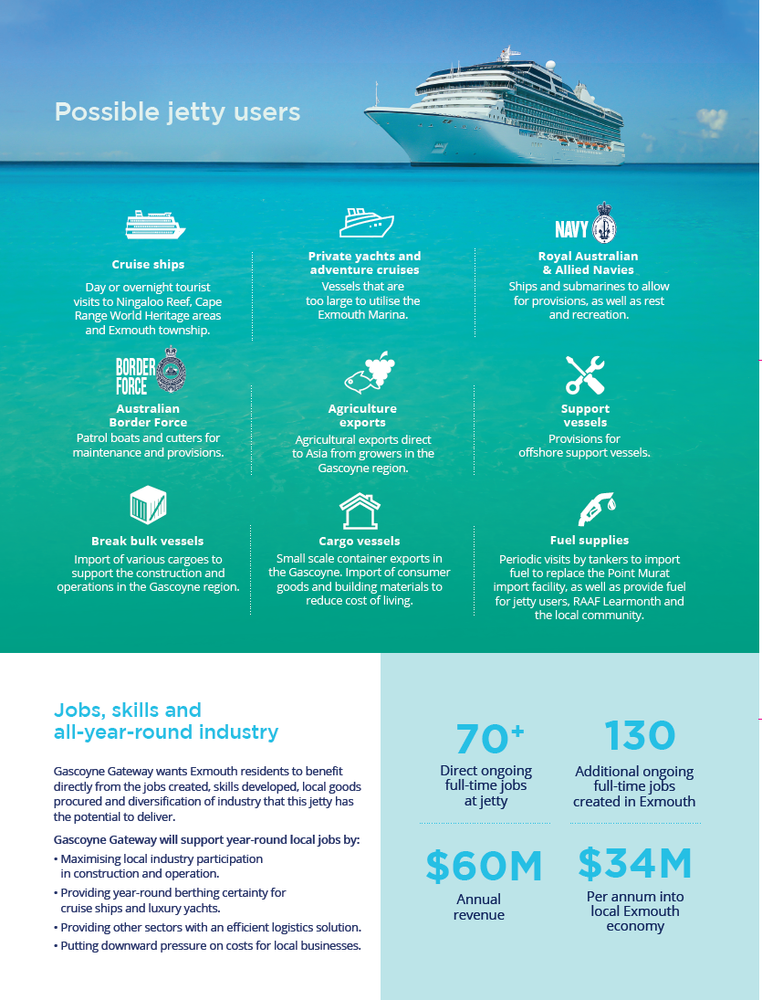 Possible jetty users
Cruise ships
Day or overnight tourist
visits to Ningaloo Reef, Cape
Range World Heritage areas
and Exmouth township.
Private yachts and
adventure cruises
Vessels that are
too large to utilise the
Exmouth Marina.
NAVY
Royal Australian
& Allied Navies
Ships and submarines to allow
for provisions, as well as rest
and recreation.
BORDER
FORCE
Australian
Border Force
Patrol boats and cutters for
maintenance and provisions.
Agriculture
exports
Agricultural exports direct
to Asia from growers in the
Gascoyne region.
Support
vessels
Provisions for
offshore support vessels.
Break bulk vessels
Import of various cargoes to
support the construction and
operations in the Gascoyne region.
Cargo vessels
Small scale container exports in
the Gascoyne. Import of consumer
goods and building materials to
reduce cost of living.
Fuel supplies
Periodic visits by tankers to import
fuel to replace the Point Murat
import facility, as well as provide fuel
for jetty users, RAAF Learmonth and
the local community.
Jobs, skills and
all-year-round industry
Gascoyne Gateway wants Exmouth residents to benefit
directly from the jobs created, skills developed, local goods
procured and diversification of industry that this jetty has
the potential to deliver.
Gascoyne Gateway will support year-round local jobs by:
• Maximising local industry participation
in construction and operation.
• Providing year-round berthing certainty for
cruise ships and luxury yachts.
• Providing other sectors with an efficient logistics solution.
• Putting downward pressure on costs for local businesses.
70+
Direct ongoing
full-time jobs
at jetty
130
Additional ongoing
full-time jobs
created in Exmouth
$60M
Annual
revenue
$34M
Per annum into
local Exmouth
economy